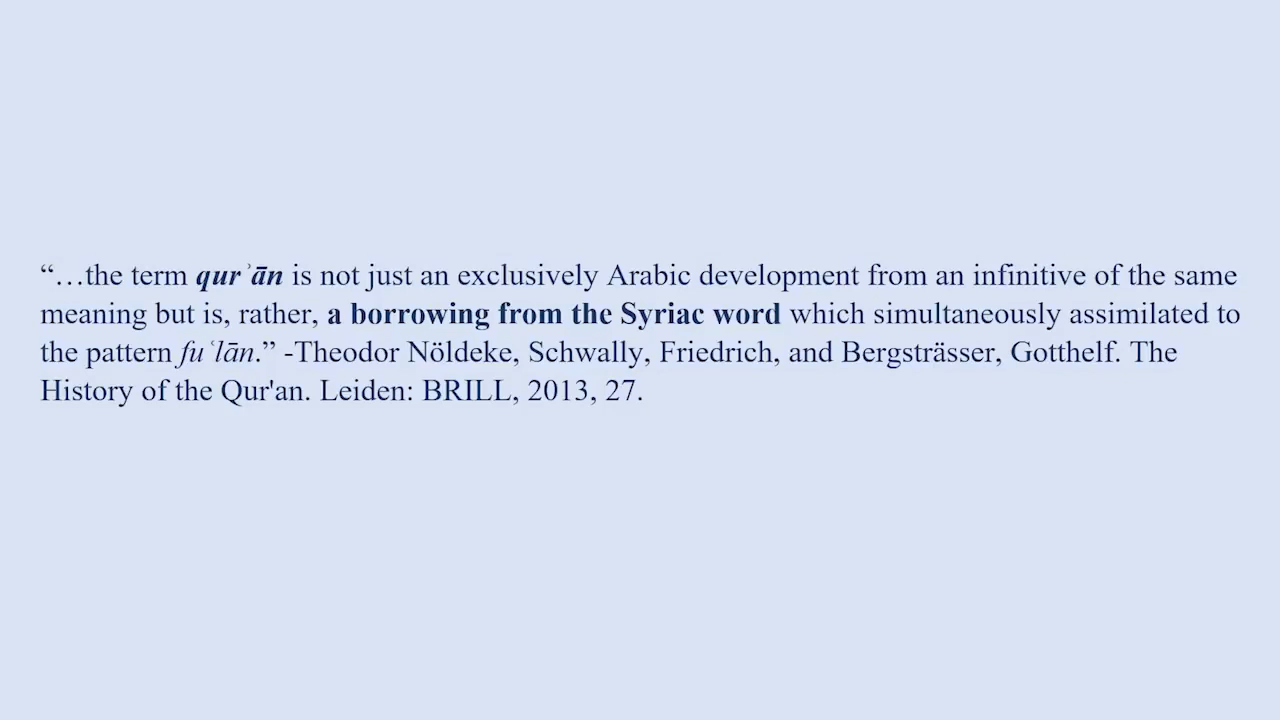 “…the term qurʾān is not just an exclusively Arabic development from an infinitive of the same
meaning but is, rather, a borrowing from the Syriac word which simultaneously assimilated to
the pattern fuʿlān.” -Theodor Nöldeke, Schwally, Friedrich, and Bergsträsser, Gotthelf. The
History of the Qur'an. Leiden: BRILL, 2013, 27.